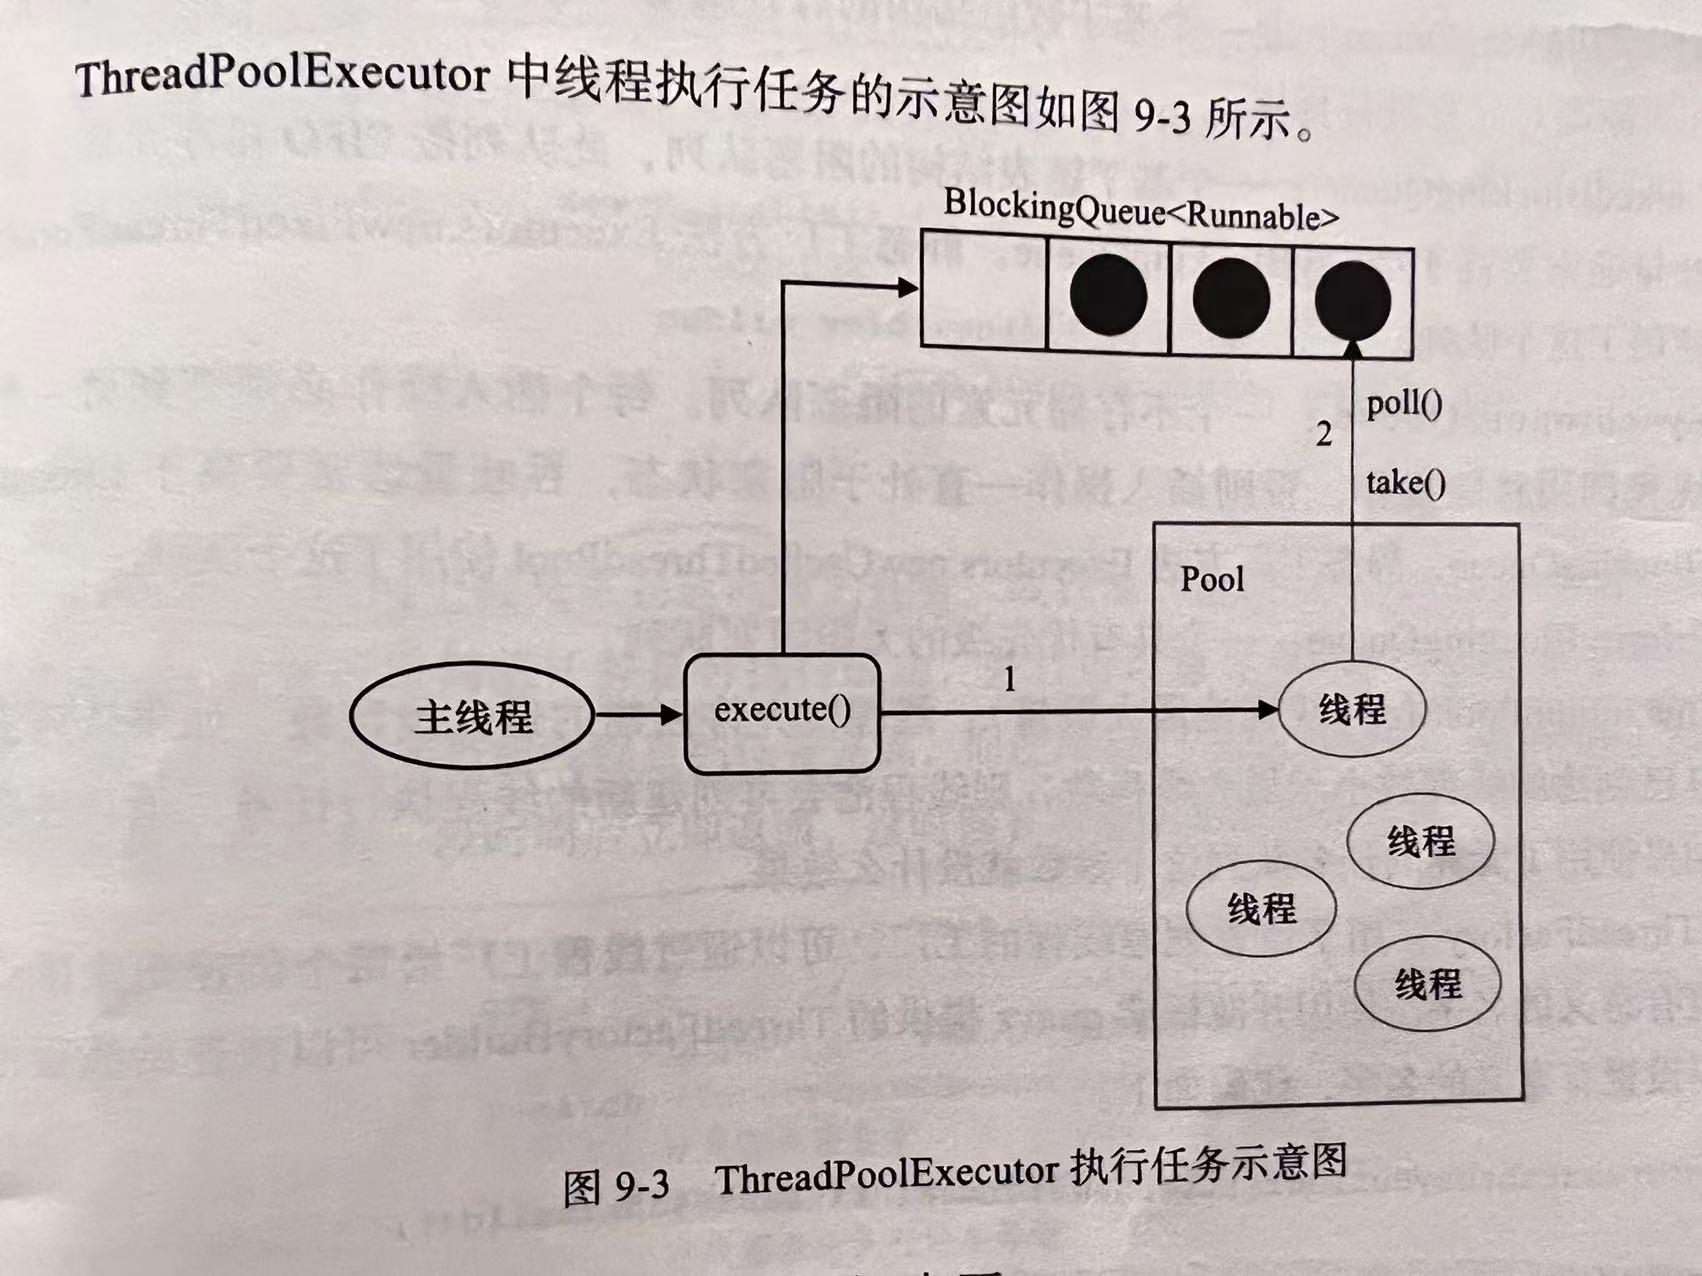 ThreadPoolExecutor 中线程执行任务的示意图如图 9-3 所示。
BlockingQueue<Runnable>
poll()
2
take()
Pool
1
主线程
execute()
线程
线程
线程
线程
图 9-3 ThreadPoolExecutor 执行任务示意图